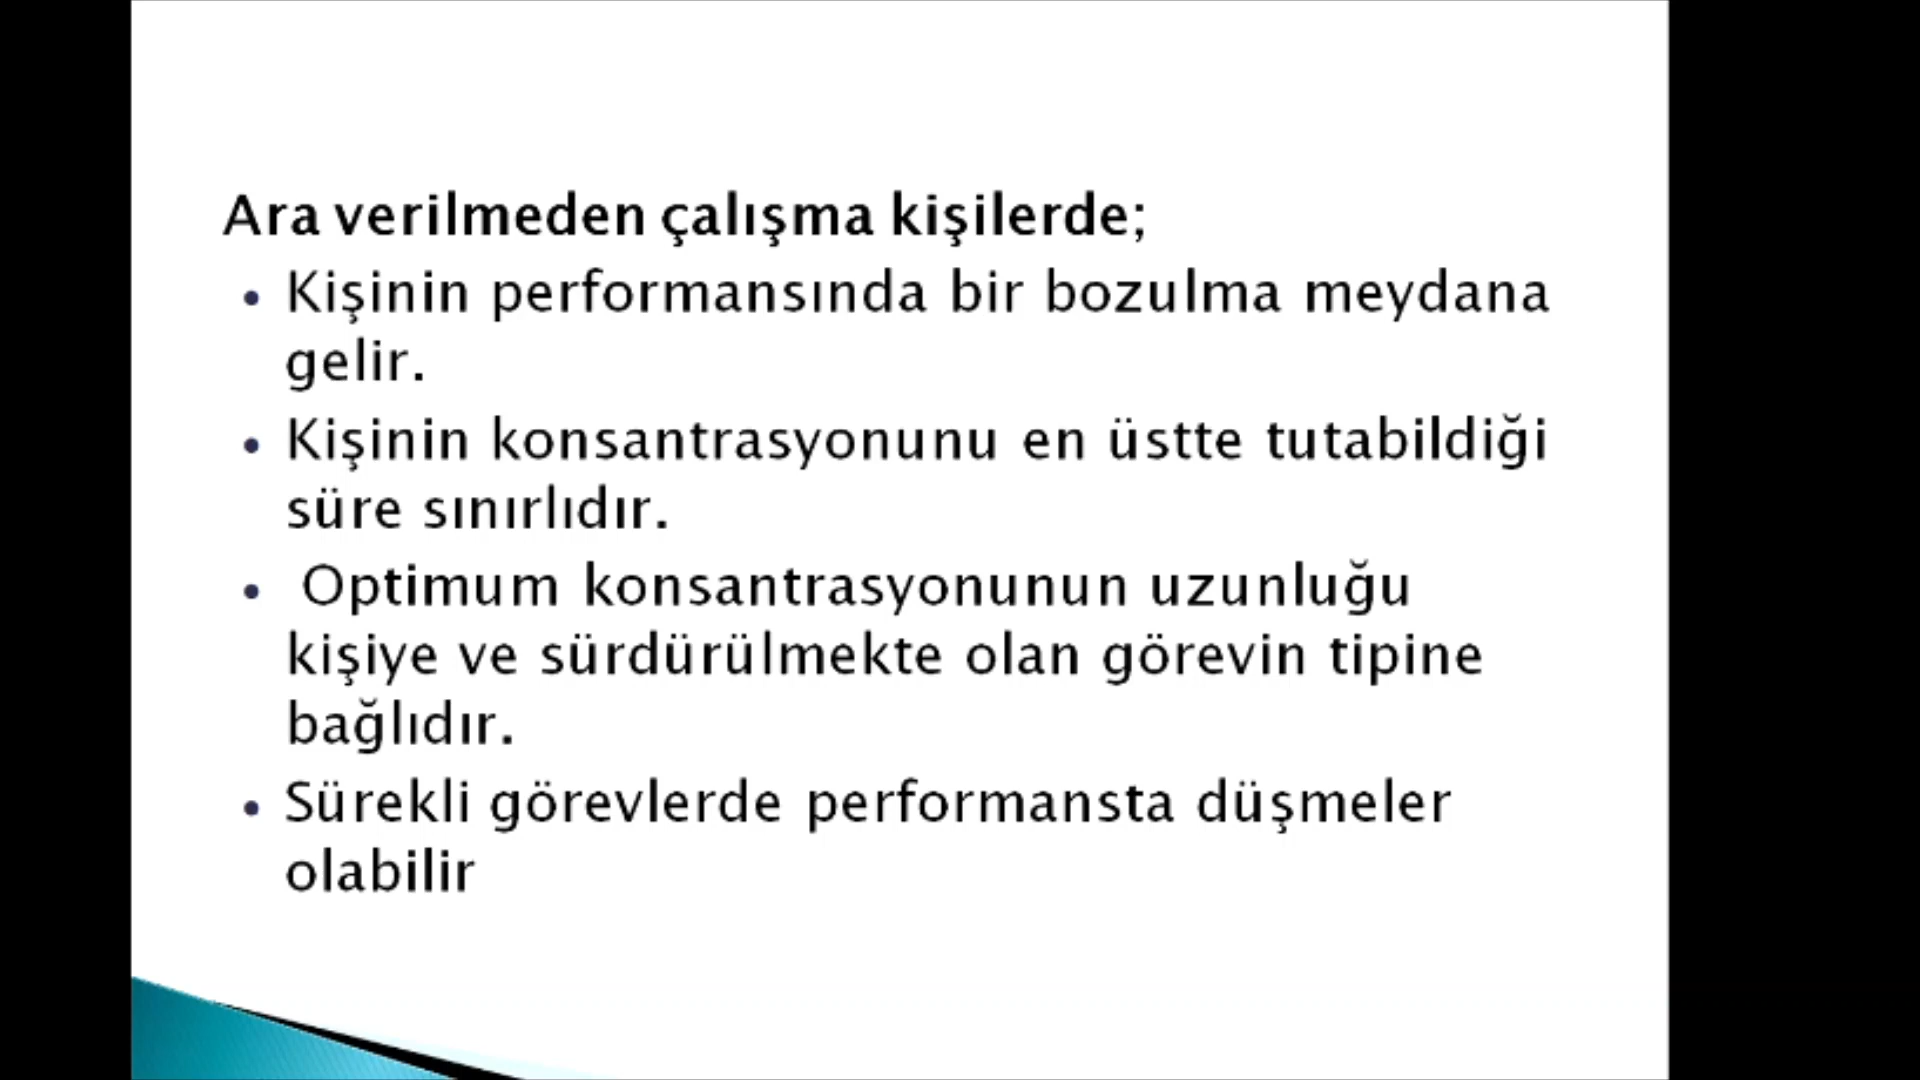 Ara verilmeden çalışma kişilerde;
• Kişinin performansında bir bozulma meydana
gelir.
• Kişinin konsantrasyonunu en üstte tutabildiği
süre sınırlıdır.
• Optimum konsantrasyonunun uzunluğu
kişiye ve sürdürülmekte olan görevin tipine
bağlıdır.
• Sürekli görevlerde performansta düşmeler
olabilir